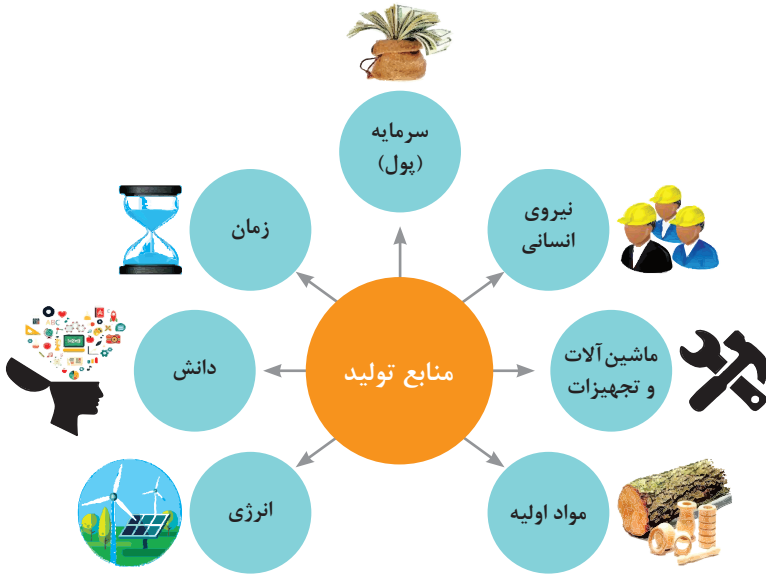 سرمایه
(پول)
نیروی
انسانی
زمان
ماشین‌آلات
و تجهیزات
منابع تولید
دانش
مواد اولیه
انرژی